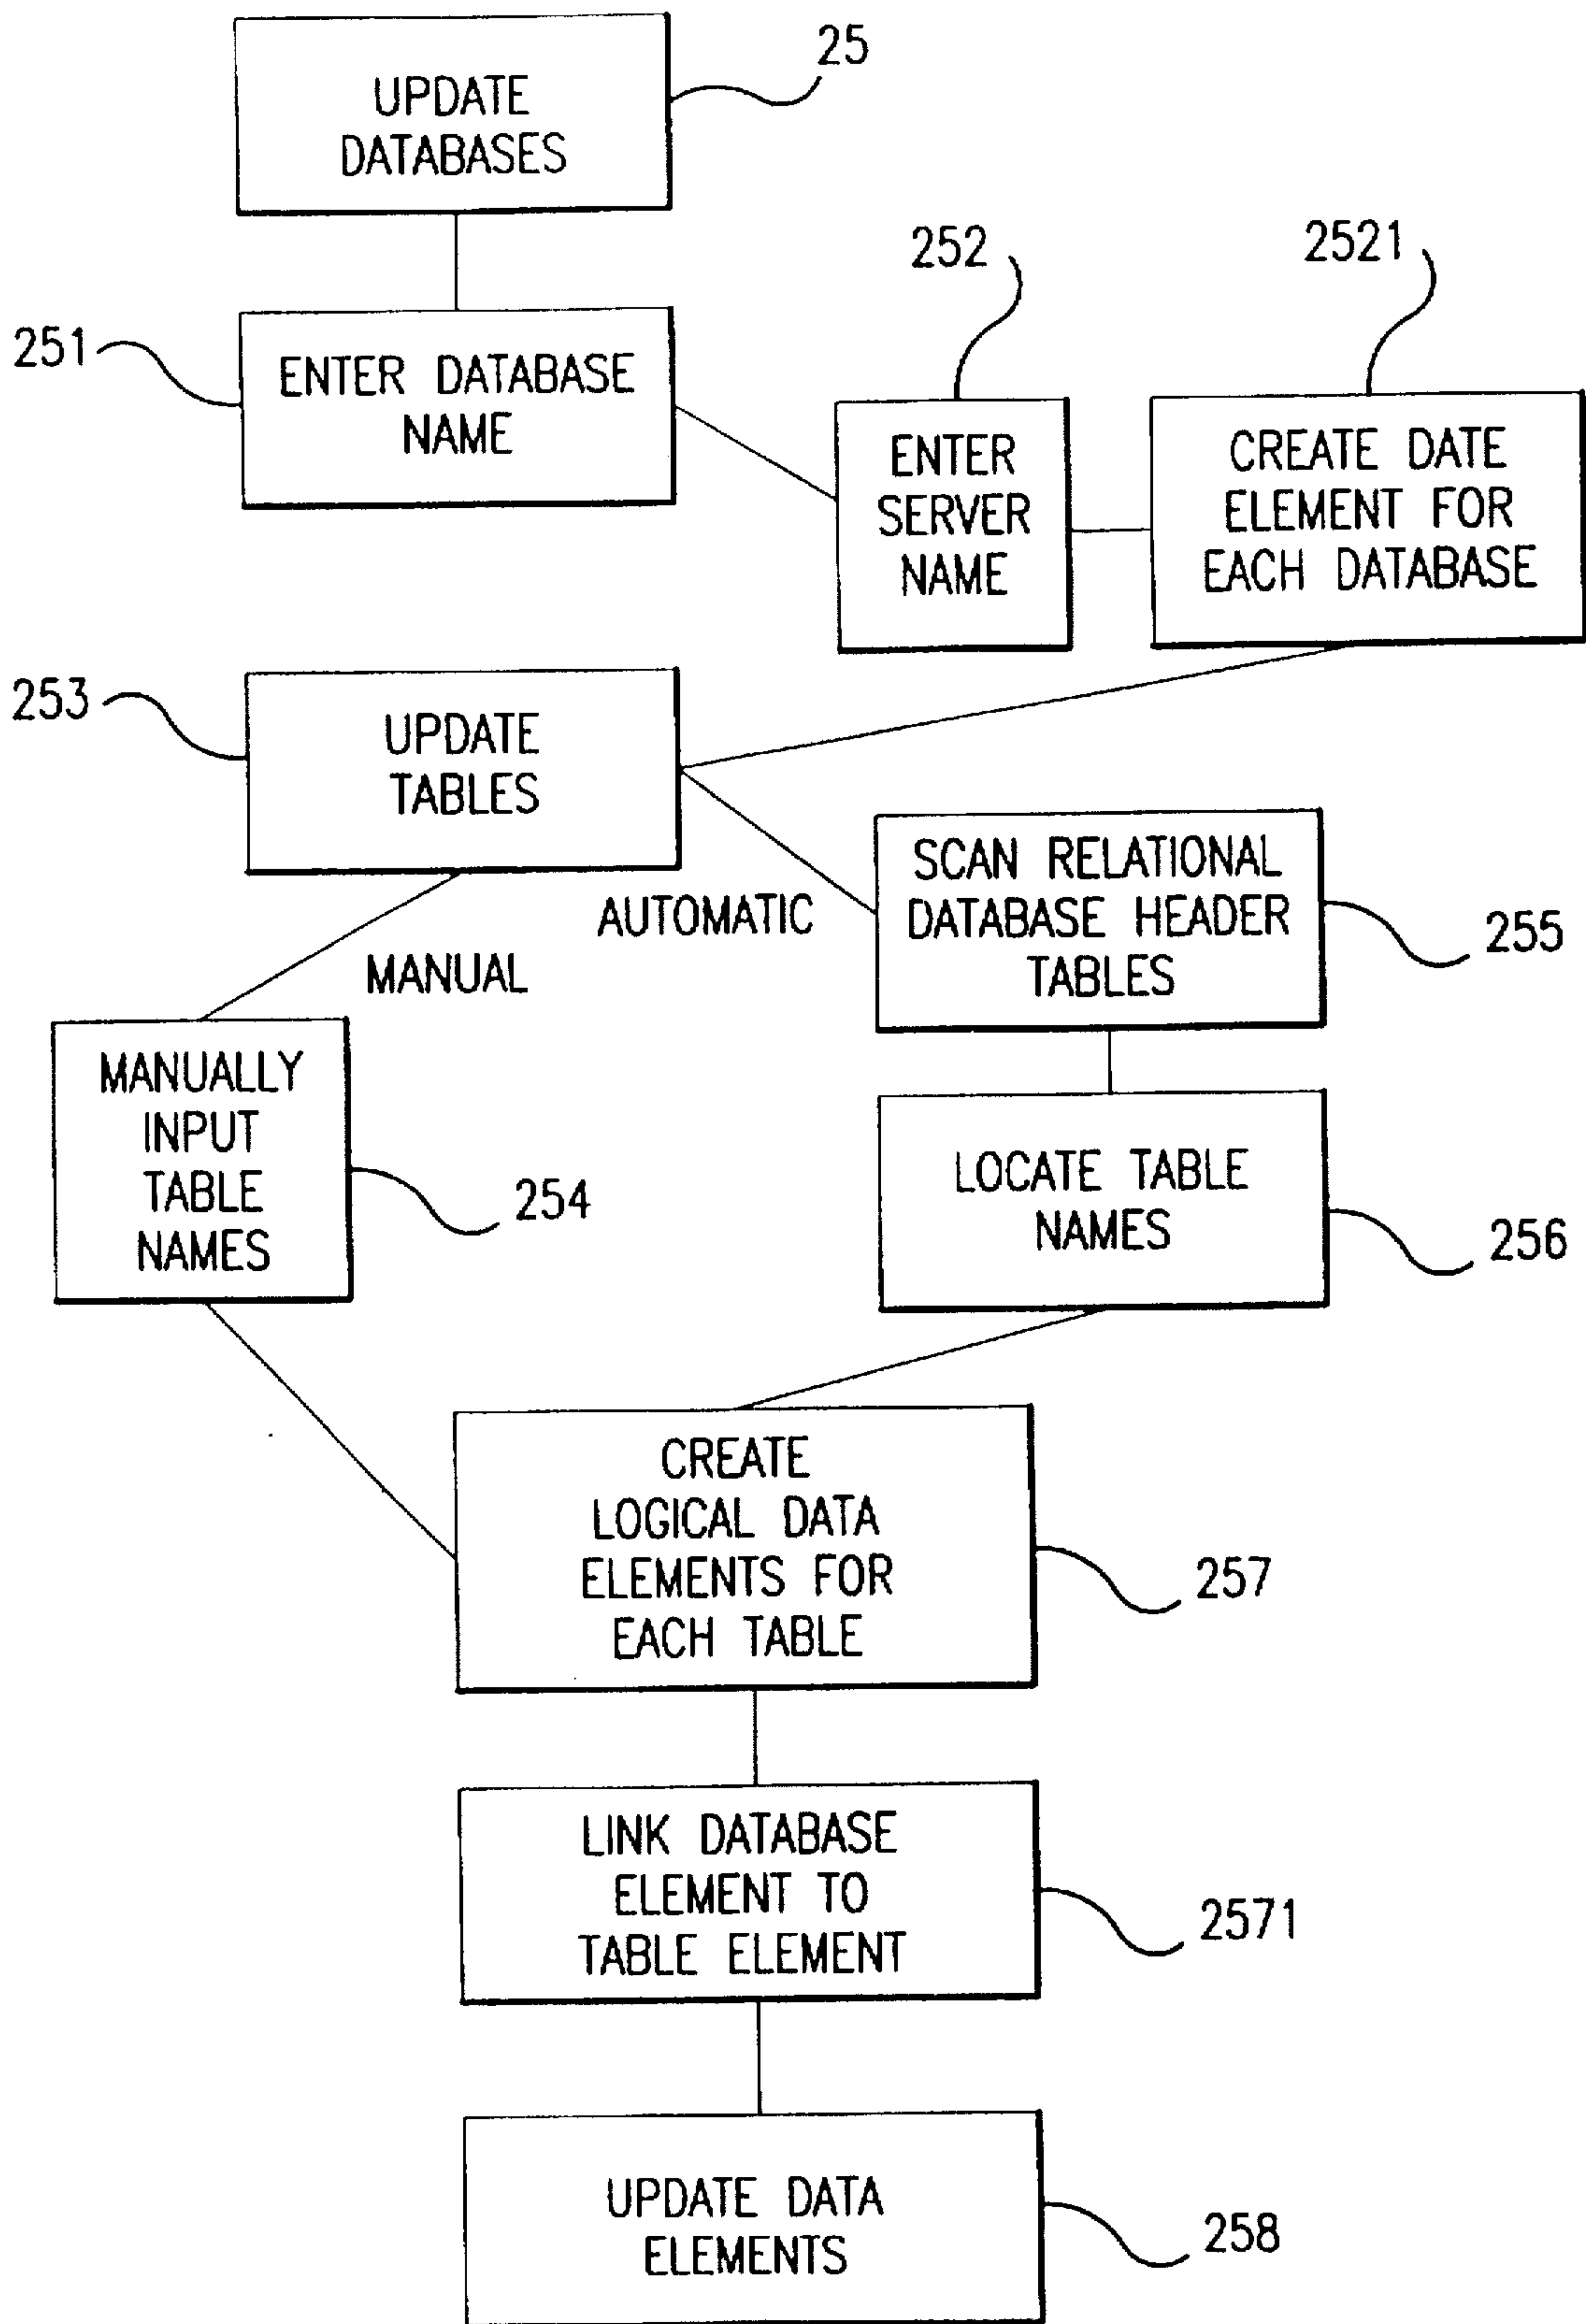 UPDATE
DATABASES
25
251
ENTER DATABASE
NAME
252
ENTER
SERVER
NAME
2521
CREATE DATE
ELEMENT FOR
EACH DATABASE
253
UPDATE
TABLES
AUTOMATIC
MANUAL
SCAN RELATIONAL
DATABASE HEADER
TABLES
255
MANUALLY
INPUT
TABLE
NAMES
254
LOCATE TABLE
NAMES
256
CREATE
LOGICAL DATA
ELEMENTS FOR
EACH TABLE
257
LINK DATABASE
ELEMENT TO
TABLE ELEMENT
2571
UPDATE DATA
ELEMENTS
258